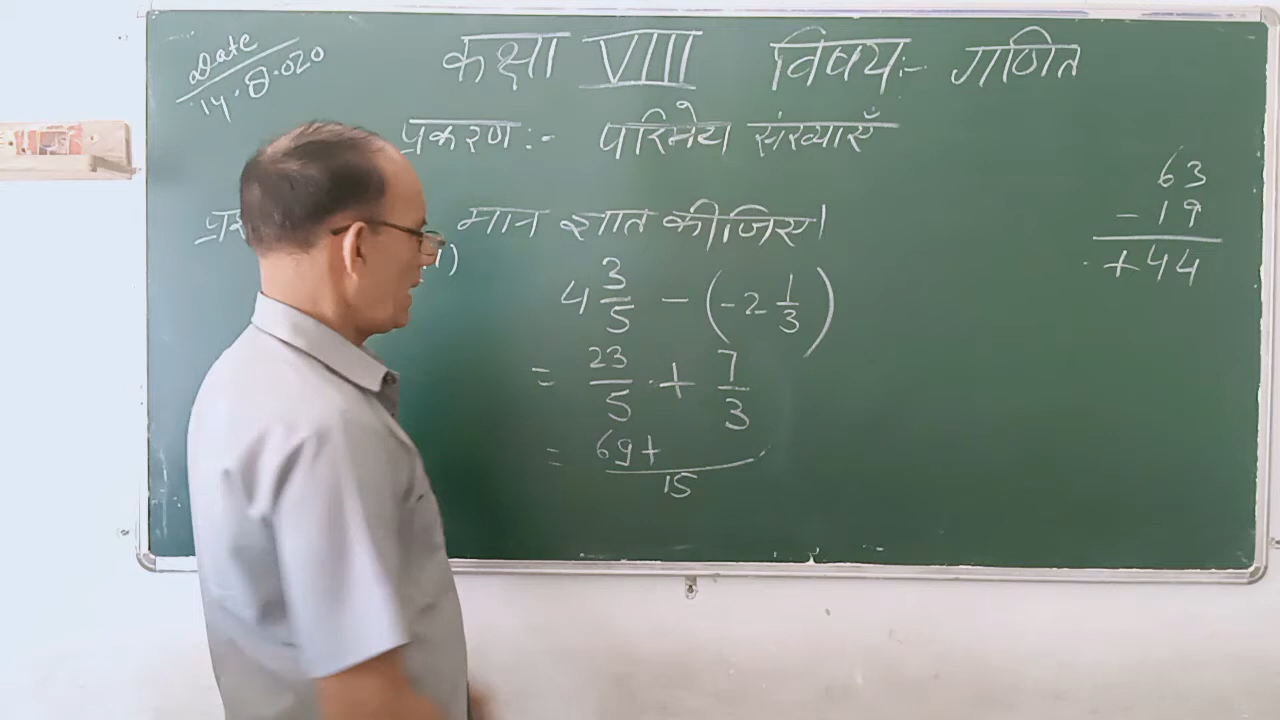 Date
14.8.020
कक्षा VIII विषय:- गणित
प्रकरण:- परिमेय संख्याएँ
मान ज्ञात कीजिए।
4 3/5 - (-2 1/3)
= 23/5 + 7/3
= 69+ / 15
63
- 19
+44